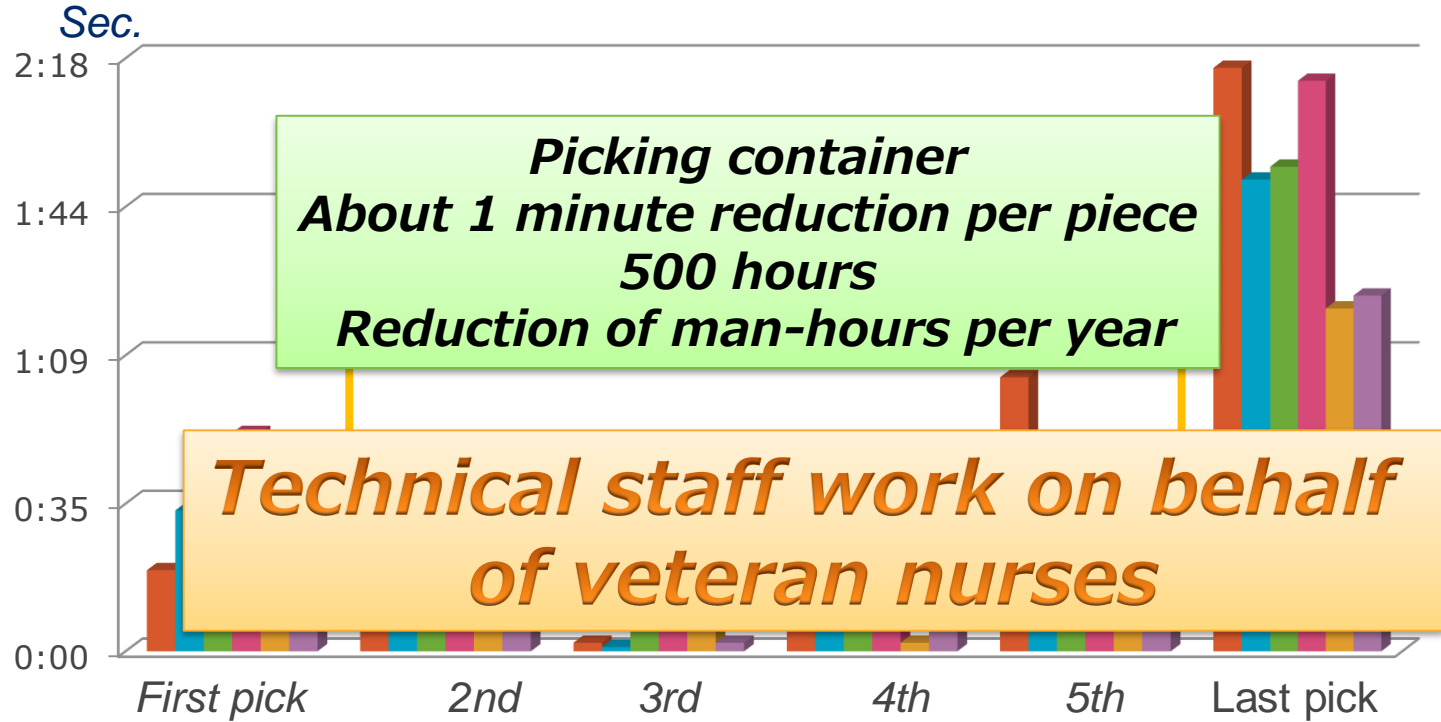 Sec.
2:18
Picking container
About 1 minute reduction per piece
1:44
500 hours
Reduction of man-hours per year
1:09
Technical staff work on behalf
0:35
of veteran nurses
0:00
First pick 2nd 3rd 4th 5th Last pick